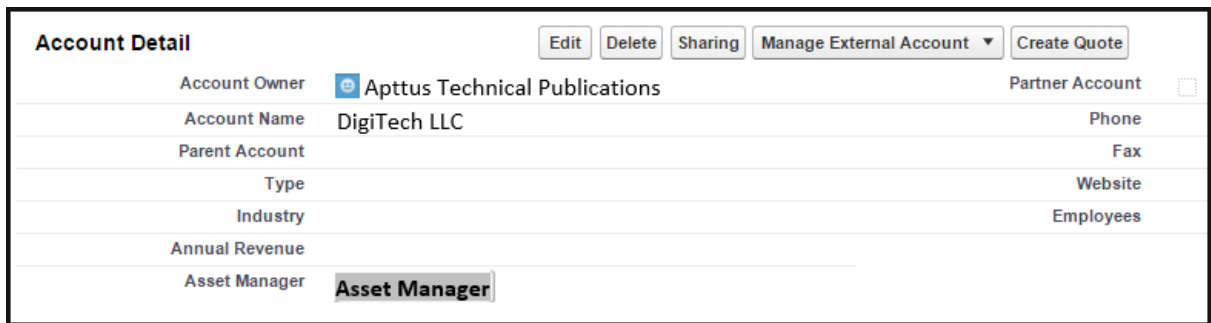 Account Detail Edit Delete Sharing Manage External Account Create Quote
Account Owner Apttus Technical Publications Partner Account
Account Name DigiTech LLC Phone
Parent Account Fax
Type Website
Industry Employees
Annual Revenue
Asset Manager Asset Manager